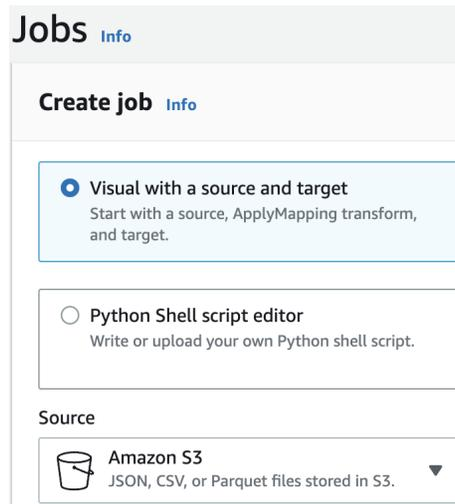 Jobs Info
Create job Info
Visual with a source and target
Start with a source, ApplyMapping transform,
and target.
Python Shell script editor
Write or upload your own Python shell script.
Source
Amazon S3
JSON, CSV, or Parquet files stored in S3.